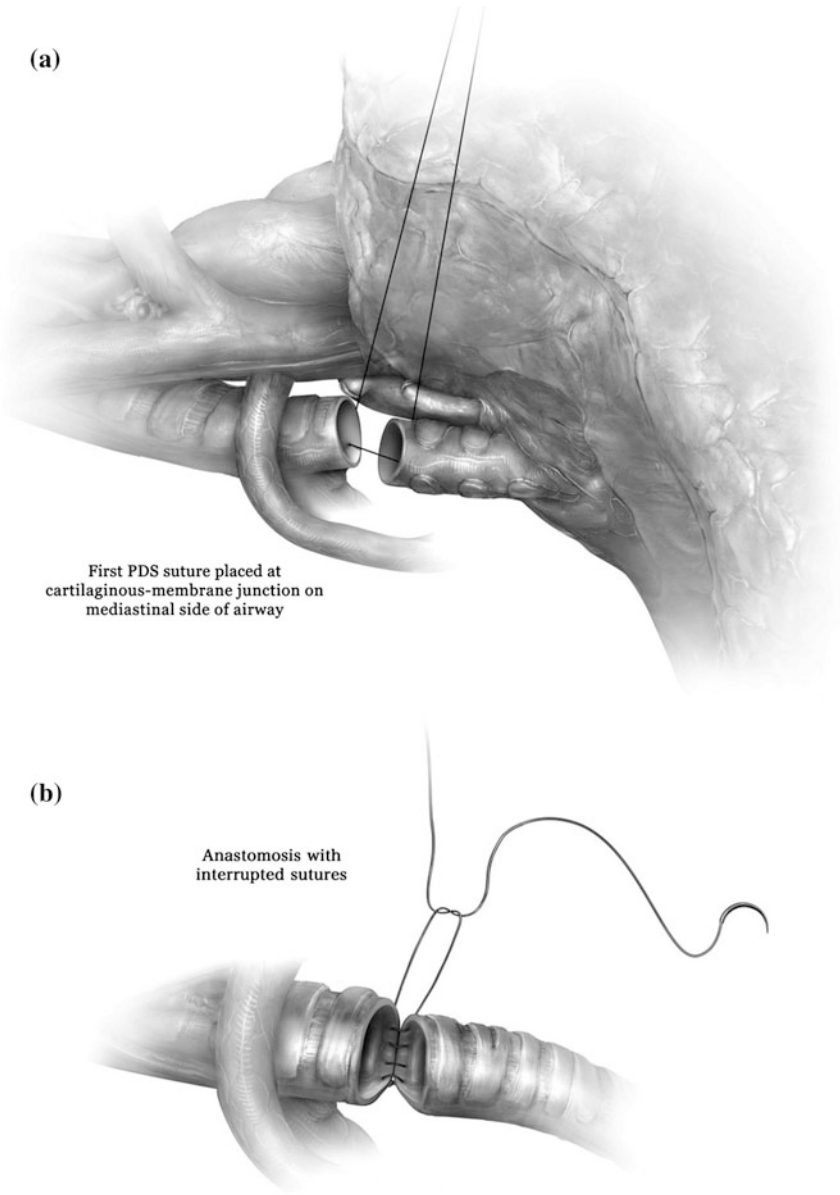 (a)
First PDS suture placed at
cartilaginous-membrane junction on
mediastinal side of airway
(b)
Anastomosis with
interrupted sutures